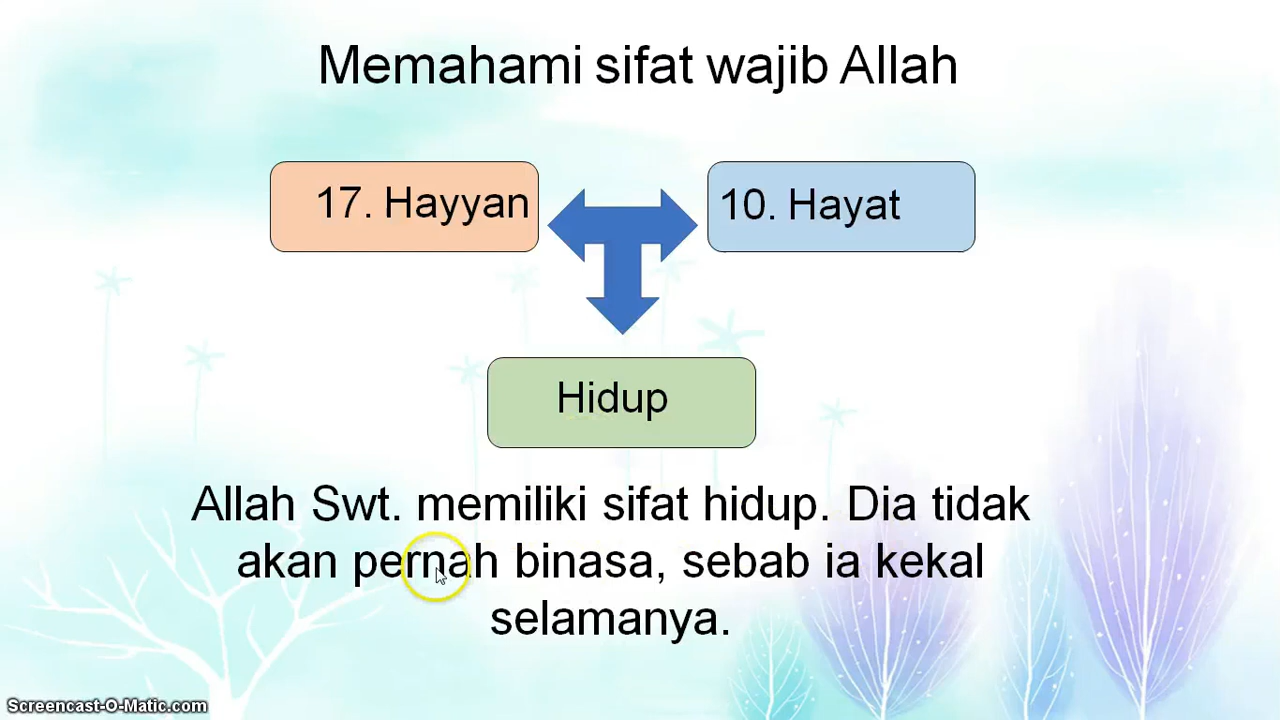 Memahami sifat wajib Allah
17. Hayyan
10. Hayat
Hidup
Allah Swt. memiliki sifat hidup. Dia tidak
akan pernah binasa, sebab ia kekal
selamanya.
Screencast-O-Matic.com